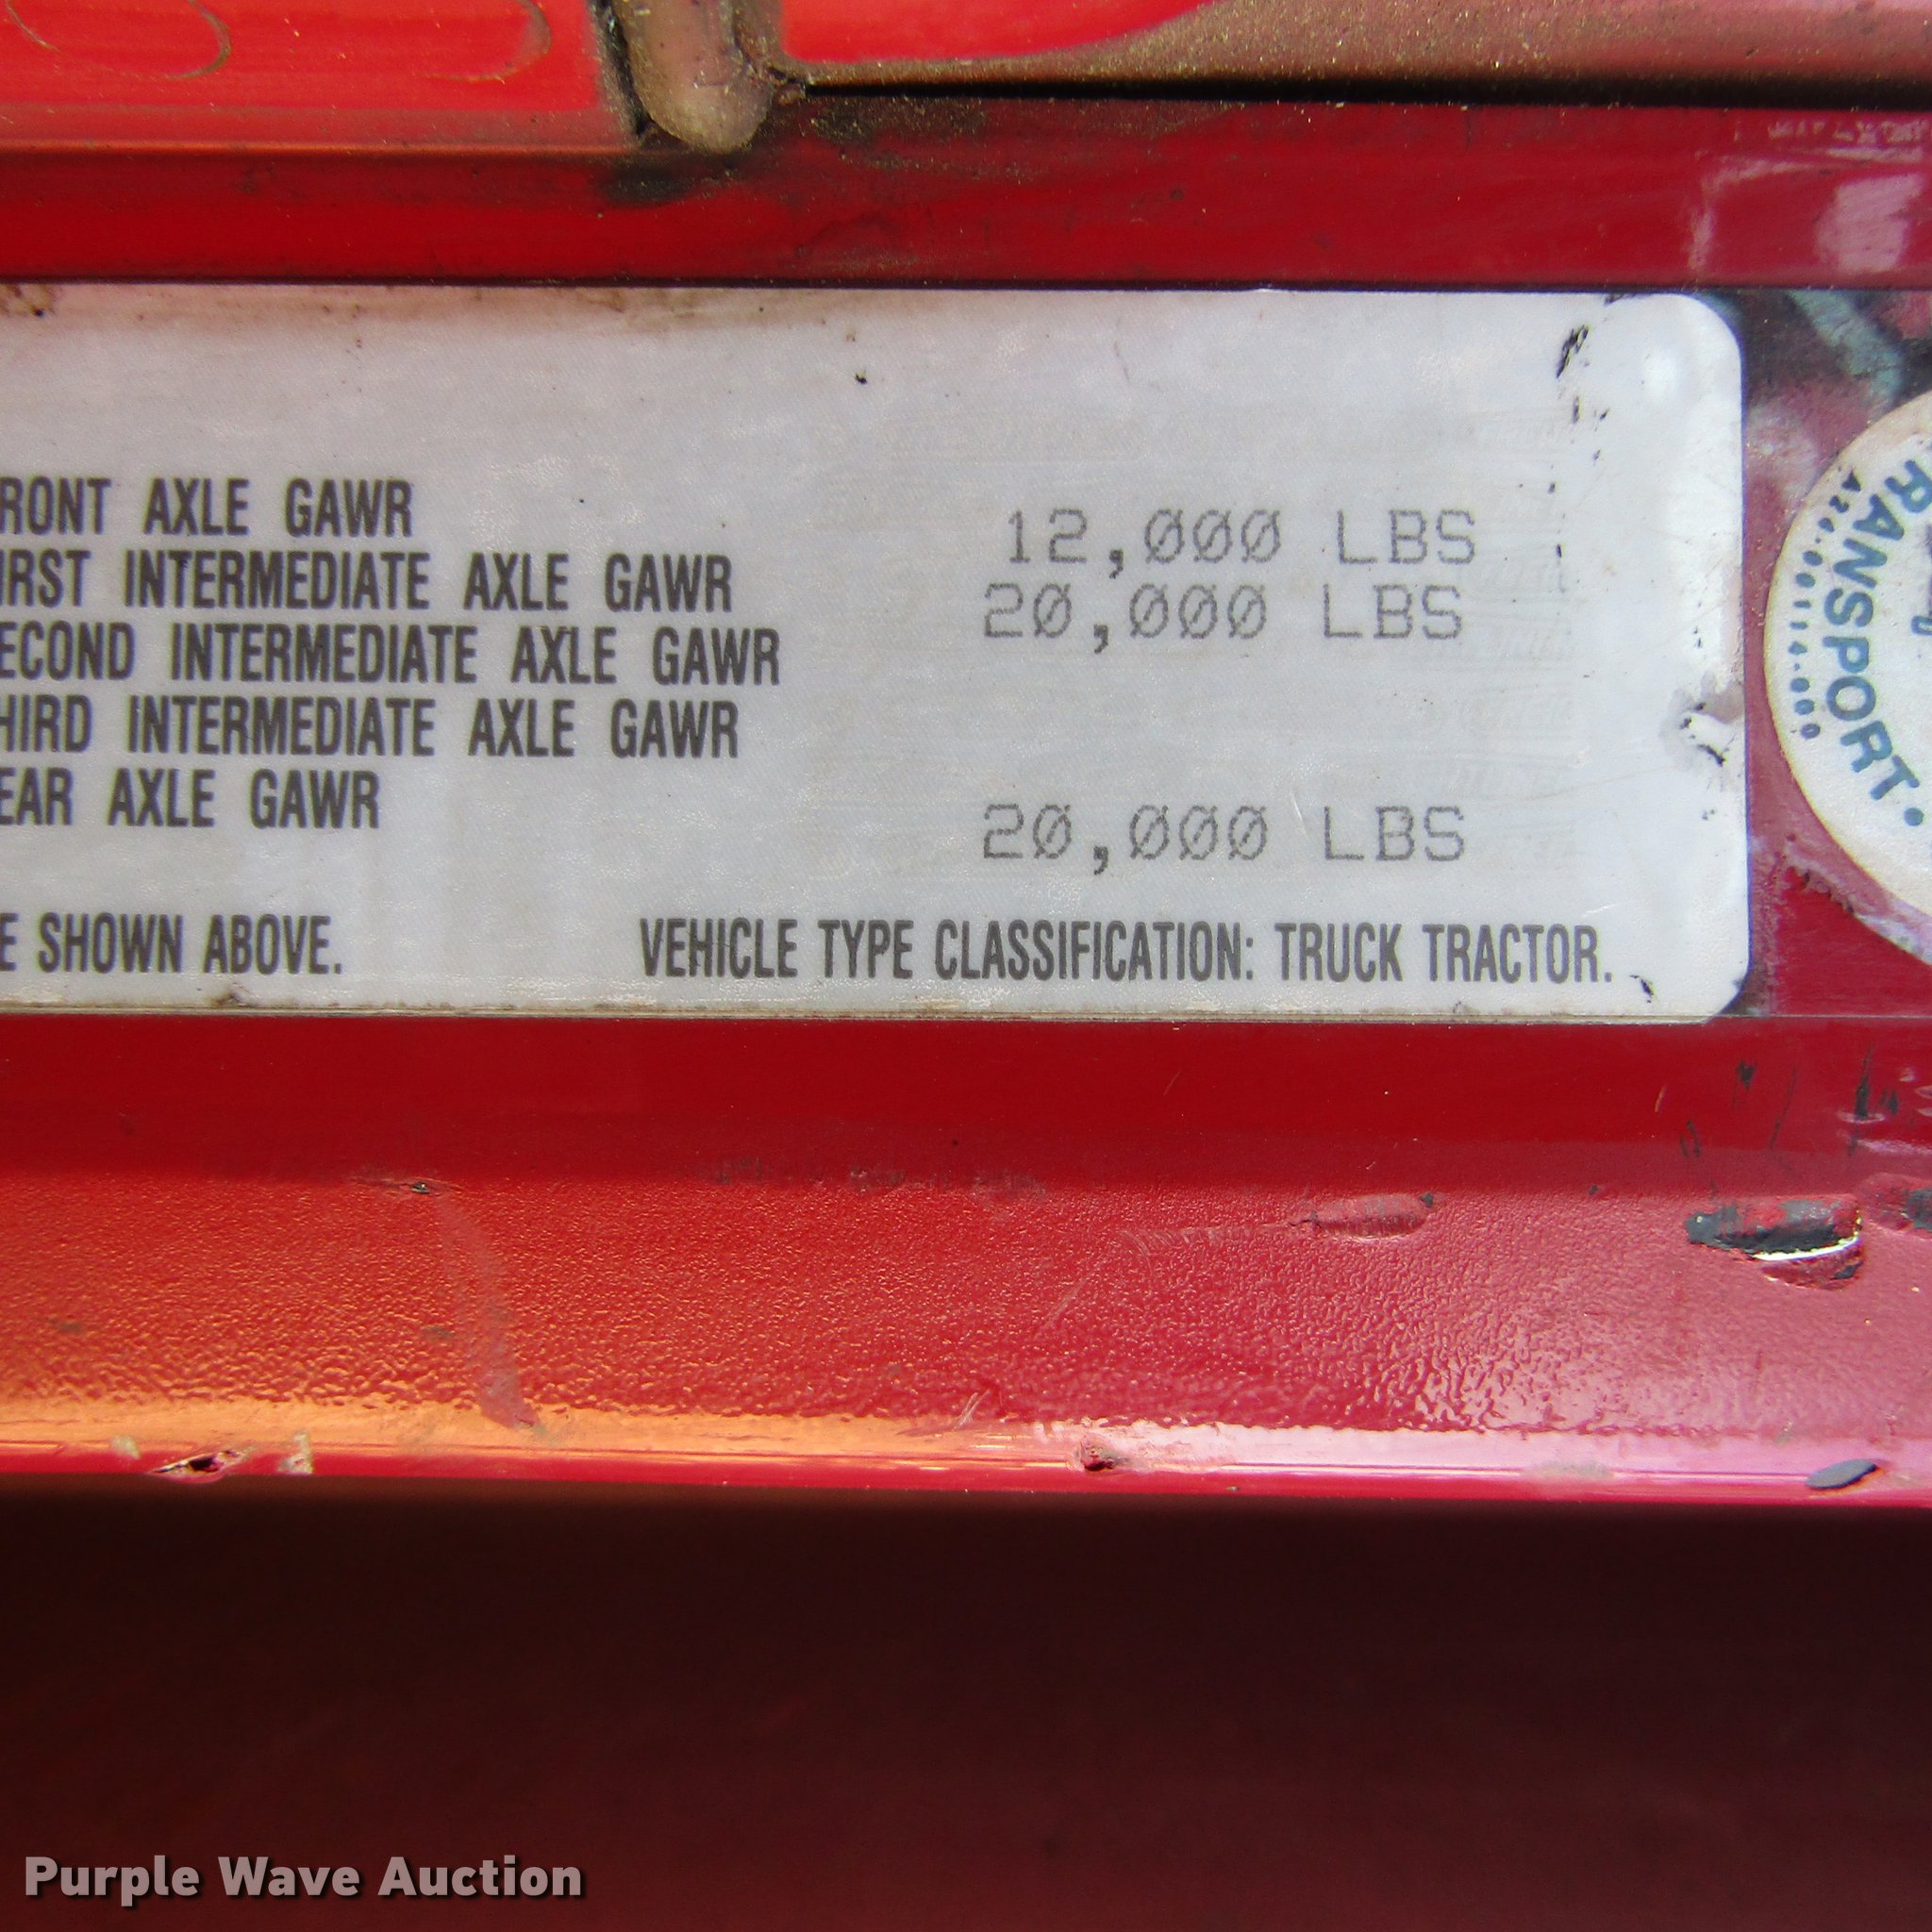 RONT AXLE GAWR 12,000 LBS
IRST INTERMEDIATE AXLE GAWR 20,000 LBS
ECOND INTERMEDIATE AXLE GAWR
HIRD INTERMEDIATE AXLE GAWR
EAR AXLE GAWR 20,000 LBS
E SHOWN ABOVE. VEHICLE TYPE CLASSIFICATION: TRUCK TRACTOR.
RANSPORT
Purple Wave Auction